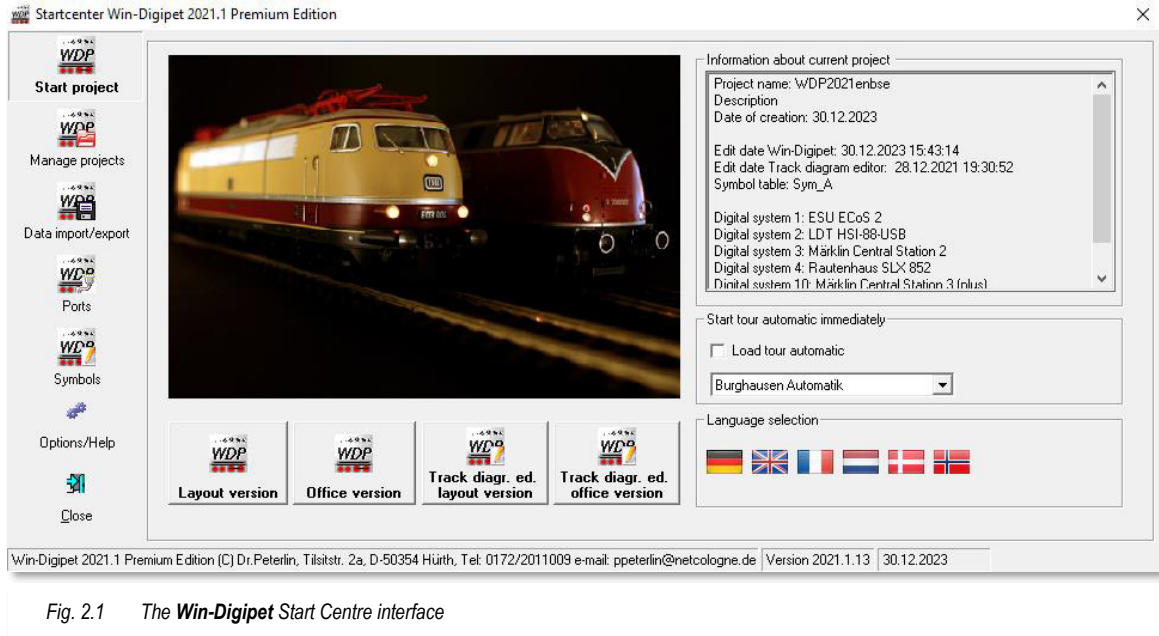 Startcenter Win-Digipet 2021.1 Premium Edition
WDP
Start project
WDP
Manage projects
WDP
Data import/export
WDP
Ports
WDP
Symbols
Options/Help
Close
E03 001
Information about current project
Project name: WDP2021enbse
Description
Date of creation: 30.12.2023
Edit date Win-Digipet: 30.12.2023 15:43:14
Edit date Track diagram editor:  28.12.2021 19:30:52
Symbol table: Sym_A
Digital system 1: ESU ECoS 2
Digital system 2: LDT HSI-88-USB
Digital system 3: Märklin Central Station 2
Digital system 4: Rautenhaus SLX 852
Digital system 10: Märklin Central Station 3 (plus)
Start tour automatic immediately
Load tour automatic
Burghausen Automatik
Language selection
WDP
Layout version
WDP
Office version
WDP
Track diagr. ed.
layout version
WDP
Track diagr. ed.
office version
Win-Digipet 2021.1 Premium Edition (C) Dr.Peterlin, Tilsitstr. 2a, D-50354 Hürth, Tel: 0172/2011009 e-mail: ppeterlin@netcologne.de Version 2021.1.13 30.12.2023
Fig. 2.1 The Win-Digipet Start Centre interface